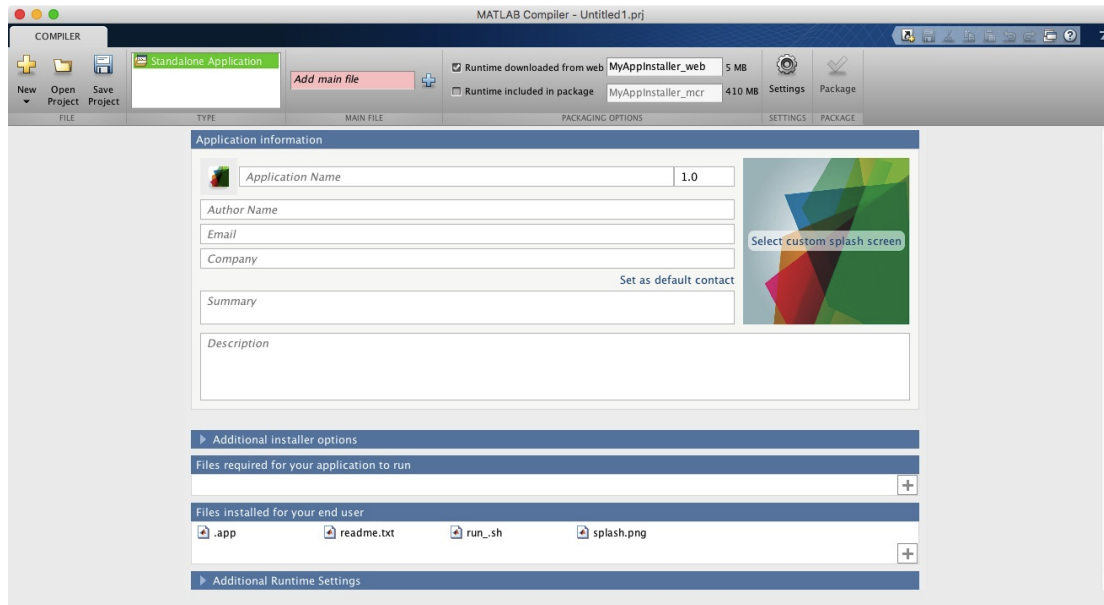 MATLAB Compiler - Untitled1.prj
COMPILER
New
Open Project
Save Project
FILE
Standalone Application
TYPE
Add main file
MAIN FILE
Runtime downloaded from web MyAppInstaller_web 5 MB
Runtime included in package MyAppInstaller_mcr 410 MB
PACKAGING OPTIONS
Settings
SETTINGS
Package
PACKAGE
Application information
Application Name 1.0
Author Name
Email
Company
Set as default contact
Summary
Select custom splash screen
Description
Additional installer options
Files required for your application to run
Files installed for your end user
.app readme.txt run_.sh splash.png
Additional Runtime Settings